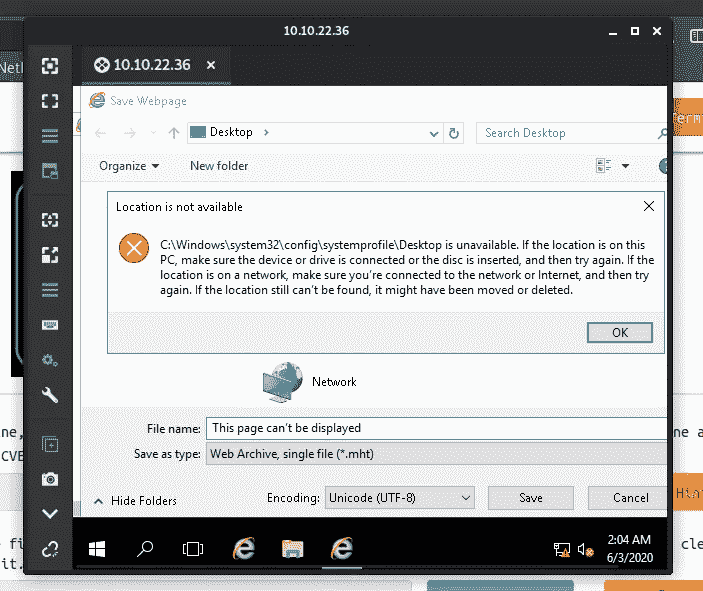 10.10.22.36
Netl
10.10.22.36
Save Webpage
Desktop
Search Desktop
Organize
New folder
Location is not available
C:\Windows\system32\config\systemprofile\Desktop is unavailable. If the location is on this
PC, make sure the device or drive is connected or the disc is inserted, and then try again. If the
location is on a network, make sure you're connected to the network or Internet, and then try
again. If the location still can't be found, it might have been moved or deleted.
OK
Network
File name: This page can't be displayed
ne,
ne a
Save as type: Web Archive, single file (*.mht)
CVE
Hide Folders
Encoding: Unicode (UTF-8)
Save
Cancel
Hint
fi
cle
it.
2:04 AM
6/3/2020